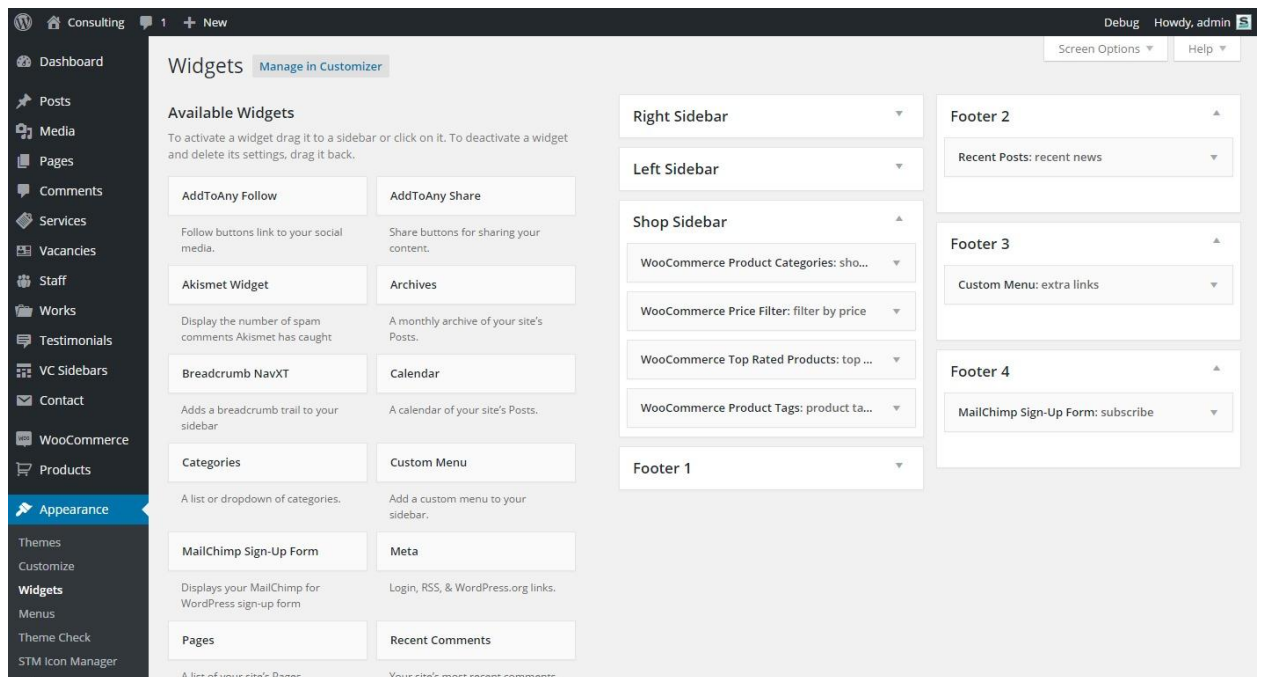 Consulting 1 + New Debug Howdy, admin
Screen Options Help
Dashboard
Posts
Media
Pages
Comments
Services
Vacancies
Staff
Works
Testimonials
VC Sidebars
Contact
WooCommerce
Products
Appearance
Themes
Customize
Widgets
Menus
Theme Check
STM Icon Manager
Widgets Manage in Customizer
Available Widgets
To activate a widget drag it to a sidebar or click on it. To deactivate a widget
and delete its settings, drag it back.
AddToAny Follow
Follow buttons link to your social
media.
AddToAny Share
Share buttons for sharing your
content.
Akismet Widget
Display the number of spam
comments Akismet has caught
Archives
A monthly archive of your site's
Posts.
Breadcrumb NavXT
Adds a breadcrumb trail to your
sidebar
Calendar
A calendar of your site's Posts.
Categories
A list or dropdown of categories.
Custom Menu
Add a custom menu to your
sidebar.
MailChimp Sign-Up Form
Displays your MailChimp for
WordPress sign-up form
Meta
Login, RSS, & WordPress.org links.
Pages
A list of your site's Pages.
Recent Comments
Your site's most recent comments.
Right Sidebar
Left Sidebar
Shop Sidebar
WooCommerce Product Categories: sho...
WooCommerce Price Filter: filter by price
WooCommerce Top Rated Products: top ...
WooCommerce Product Tags: product ta...
Footer 1
Footer 2
Recent Posts: recent news
Footer 3
Custom Menu: extra links
Footer 4
MailChimp Sign-Up Form: subscribe